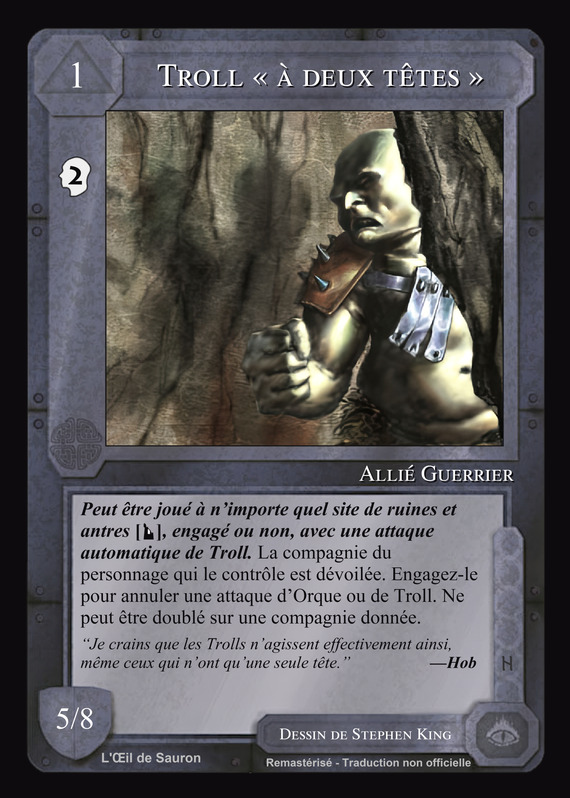 1
TROLL « À DEUX TÊTES »
2
ALLIÉ GUERRIER
Peut être joué à n’importe quel site de ruines et
antres [], engagé ou non, avec une attaque
automatique de Troll. La compagnie du
personnage qui le contrôle est dévoilée. Engagez-le
pour annuler une attaque d’Orque ou de Troll. Ne
peut être doublé sur une compagnie donnée.
“Je crains que les Trolls n’agissent effectivement ainsi,
même ceux qui n’ont qu’une seule tête.” —Hob
5/8
DESSIN DE STEPHEN KING
L'Œil de Sauron
Remastérisé - Traduction non officielle